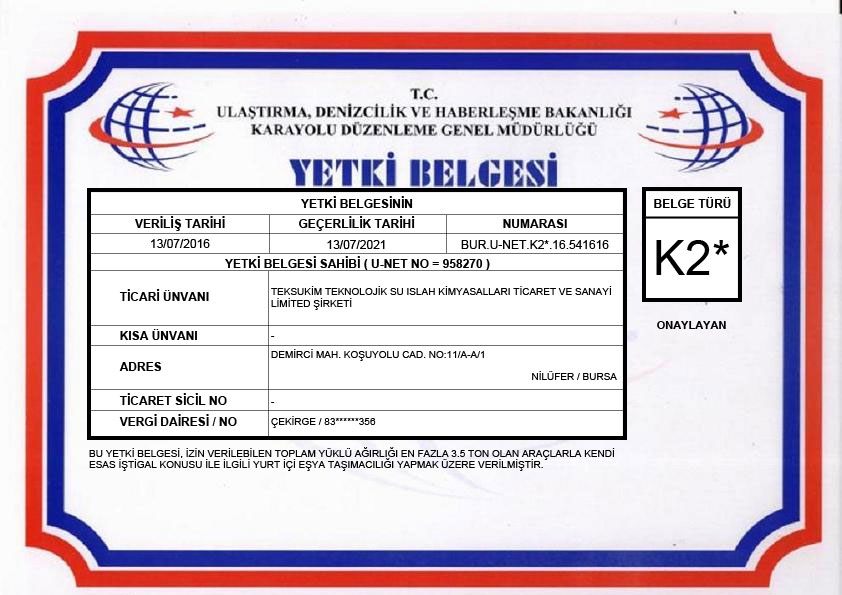 T.C.
ULAŞTIRMA, DENİZCİLİK VE HABERLEŞME BAKANLIĞI
KARAYOLU DÜZENLEME GENEL MÜDÜRLÜĞÜ
YETKİ BELGESİ
YETKİ BELGESİNİN
VERİLİŞ TARİHİ GEÇERLİLİK TARİHİ NUMARASI
13/07/2016 13/07/2021 BUR.U-NET.K2*.16.541616
YETKİ BELGESİ SAHİBİ ( U-NET NO = 958270 )
TİCARİ ÜNVANI
TEKSUKİM TEKNOLOJİK SU ISLAH KİMYASALLARI TİCARET VE SANAYİ
LİMİTED ŞİRKETİ
KISA ÜNVANI -
ADRES
DEMİRCİ MAH. KOŞUYOLU CAD. NO:11/A-A/1
NİLÜFER / BURSA
TİCARET SİCİL NO -
VERGİ DAİRESİ / NO ÇEKİRGE / 83******356
BU YETKİ BELGESİ, İZİN VERİLEBİLEN TOPLAM YÜKLÜ AĞIRLIĞI EN FAZLA 3.5 TON OLAN ARAÇLARLA KENDİ
ESAS İŞTİGAL KONUSU İLE İLGİLİ YURT İÇİ EŞYA TAŞIMACILIĞI YAPMAK ÜZERE VERİLMİŞTİR.
BELGE TÜRÜ
K2*
ONAYLAYAN